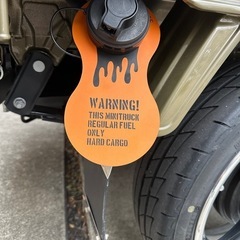 WARNING!
THIS MINITRUCK
REGULAR FUEL
ONLY
HARD CARGO